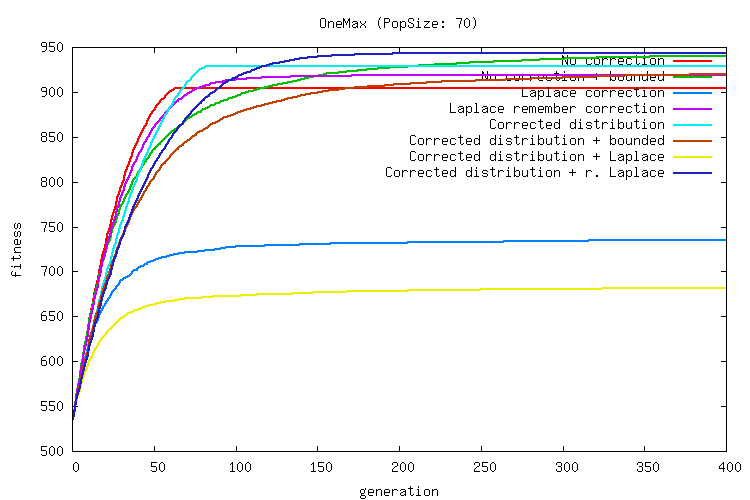 OneMax (PopSize: 70)
950
900
850
800
750
700
650
600
550
500
fitness
No correction
No correction + bounded
Laplace correction
Laplace remember correction
Corrected distribution
Corrected distribution + bounded
Corrected distribution + Laplace
Corrected distribution + r. Laplace
0 50 100 150 200 250 300 350 400
generation